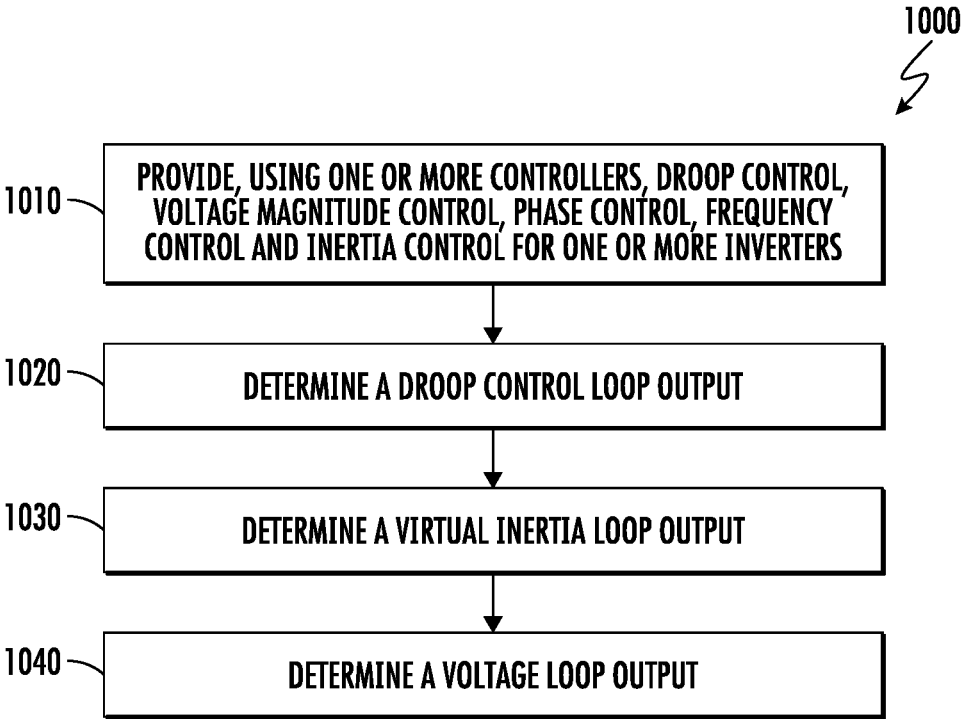 1000
1010
PROVIDE, USING ONE OR MORE CONTROLLERS, DROOP CONTROL,
VOLTAGE MAGNITUDE CONTROL, PHASE CONTROL, FREQUENCY
CONTROL AND INERTIA CONTROL FOR ONE OR MORE INVERTERS
1020
DETERMINE A DROOP CONTROL LOOP OUTPUT
1030
DETERMINE A VIRTUAL INERTIA LOOP OUTPUT
1040
DETERMINE A VOLTAGE LOOP OUTPUT